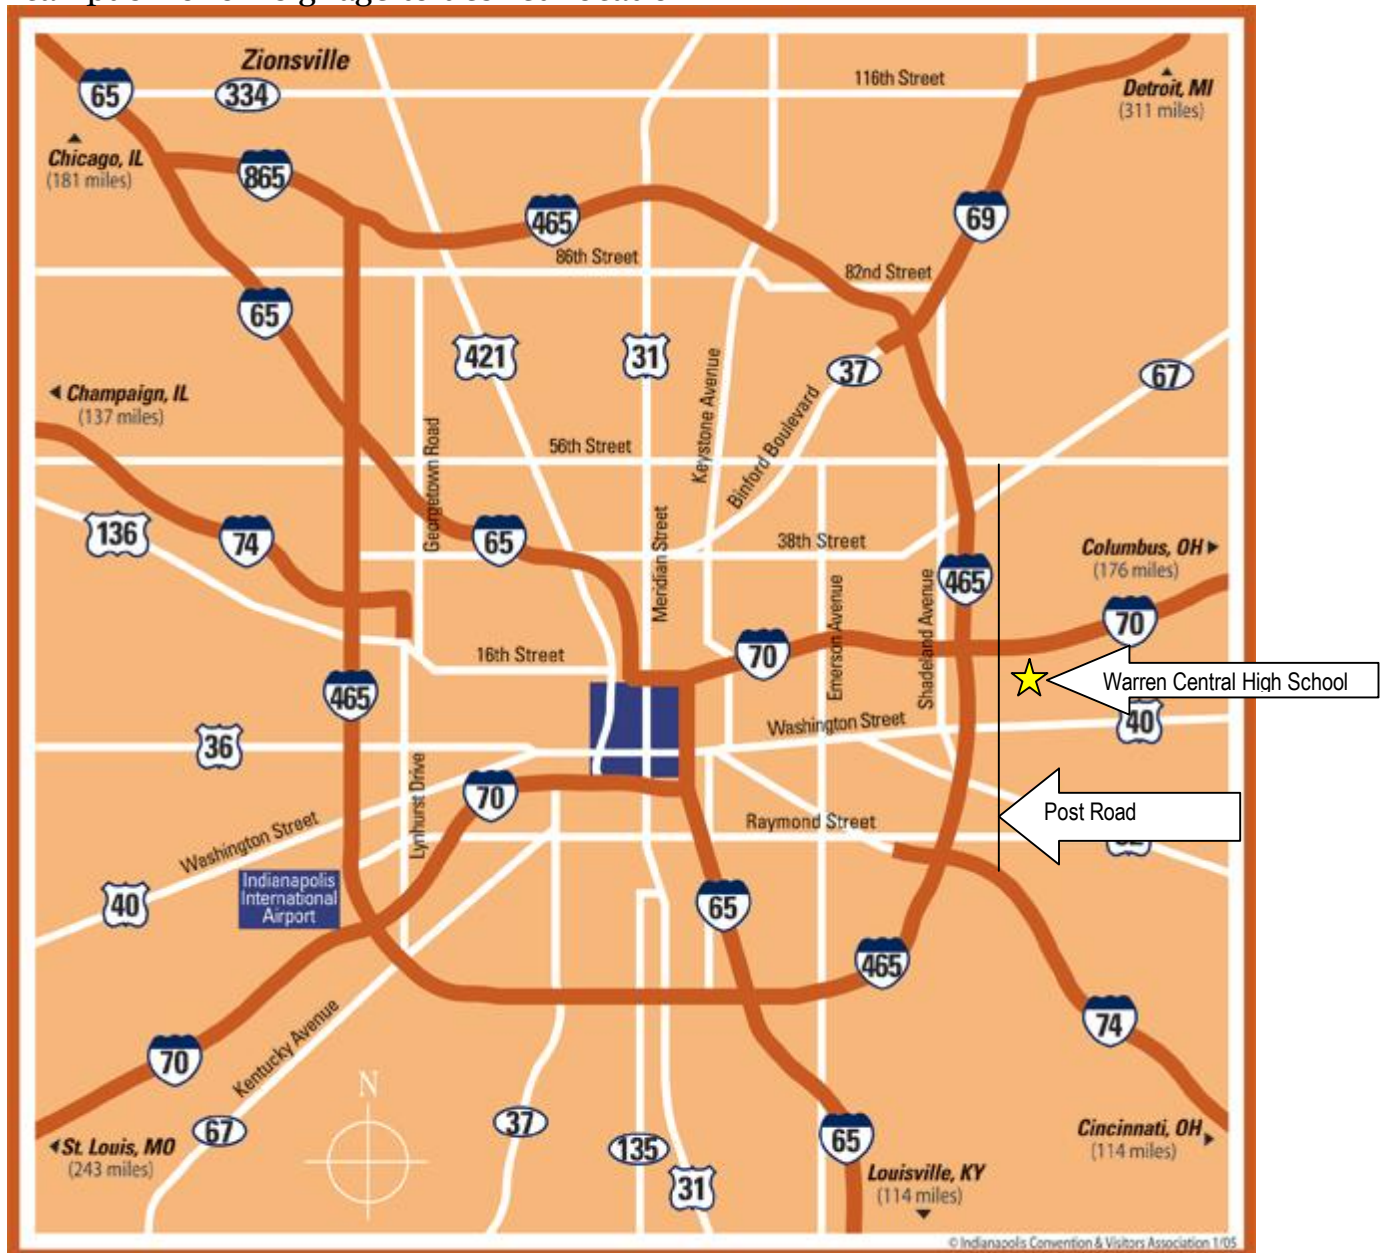 Zionsville
116th Street
65
334
Detroit, MI
(311 miles)
Chicago, IL
(181 miles)
865
465
69
86th Street
82nd Street
65
421
31
37
67
Champaign, IL
(137 miles)
Keystone Avenue
Binford Boulevard
Georgetown Road
56th Street
136
74
65
Meridian Street
38th Street
Columbus, OH
(176 miles)
465
70
Emerson Avenue
Shadeland Avenue
16th Street
70
465
Warren Central High School
40
Washington Street
36
Lynhurst Drive
70
Post Road
Raymond Street
Washington Street
Indianapolis
International
Airport
40
65
465
74
70
Kentucky Avenue
N
67
37
135
31
65
St. Louis, MO
(243 miles)
Cincinnati, OH
(114 miles)
Louisville, KY
(114 miles)
© Indianapolis Convention & Visitors Association 1/05